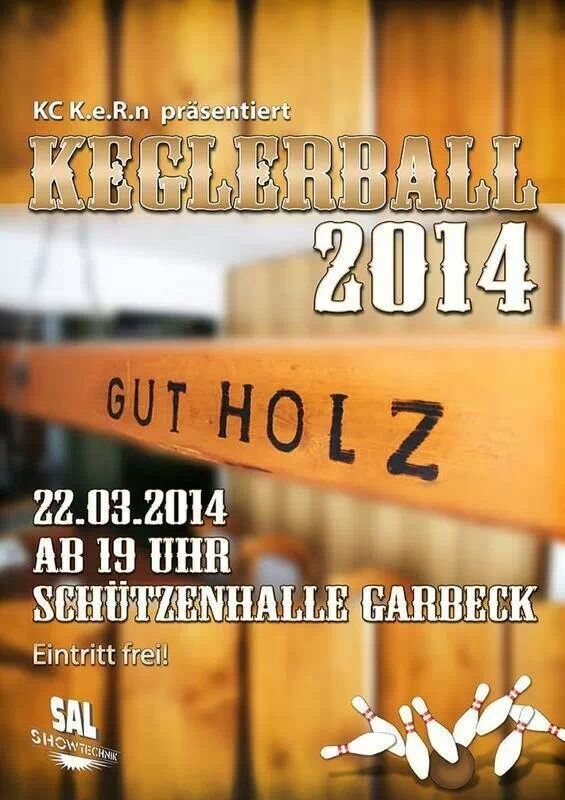 KC K.e.R.n präsentiert
KEGLERBALL
2014
GUT HOLZ
22.03.2014
AB 19 UHR
SCHÜTZENHALLE GARBECK
Eintritt frei!
SAL
SHOWTECHNIK